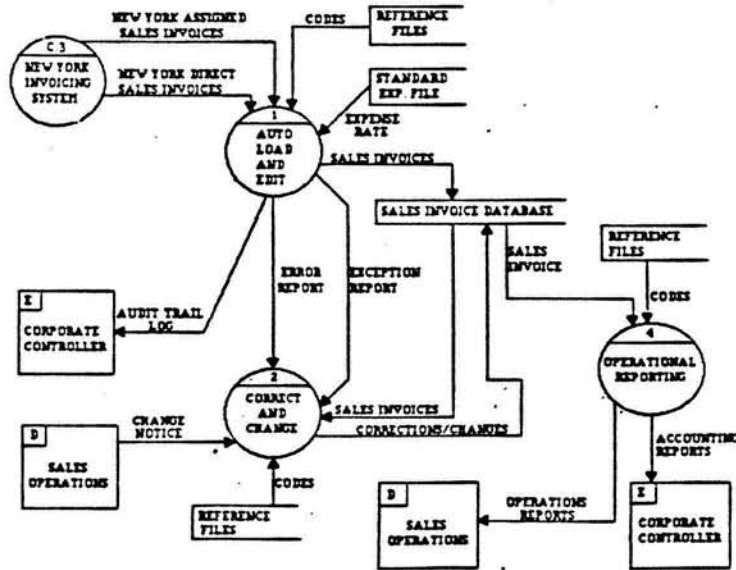 NEW YORK ASSIGNED
SALES INVOICES
CODES
REFERENCE
FILES
C 3
NEW YORK
INVOICING
SYSTEM
NEW YORK DIRECT
SALES INVOICES
STANDARD
EXP. FILE
EXPENSE
RATE
1
AUTO
LOAD
AND
EDIT
SALES INVOICES
SALES INVOICE DATABASE
REFERENCE
FILES
SALES
INVOICE
ERROR
REPORT
EXCEPTION
REPORT
CODES
E
CORPORATE
CONTROLLER
AUDIT TRAIL
LOG
4
OPERATIONAL
REPORTING
2
CORRECT
AND
CHANGE
SALES INVOICES
CORRECTIONS/CHANGES
D
SALES
OPERATIONS
CHANGE
NOTICE
ACCOUNTING
REPORTS
CODES
REFERENCE
FILES
D
SALES
OPERATIONS
OPERATIONS
REPORTS
E
CORPORATE
CONTROLLER